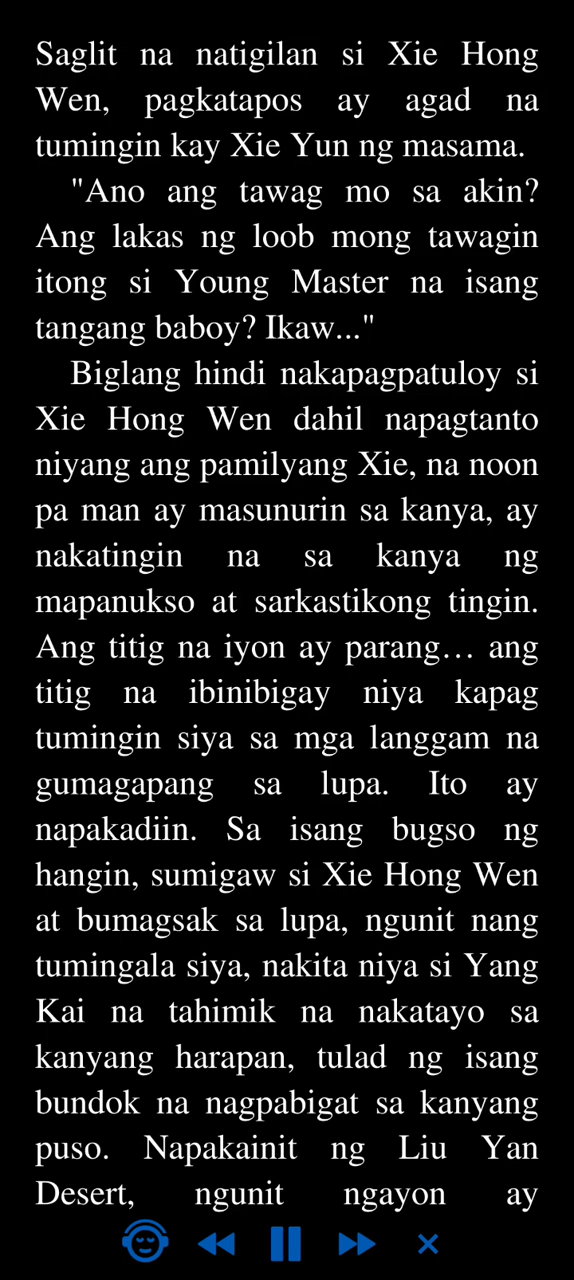 Saglit na natigilan si Xie Hong
Wen, pagkatapos ay agad na
tumingin kay Xie Yun ng masama.
"Ano ang tawag mo sa akin?
Ang lakas ng loob mong tawagin
itong si Young Master na isang
tangang baboy? Ikaw..."
Biglang hindi nakapagpatuloy si
Xie Hong Wen dahil napagtanto
niyang ang pamilyang Xie, na noon
pa man ay masunurin sa kanya, ay
nakatingin na sa kanya ng
mapanukso at sarkastikong tingin.
Ang titig na iyon ay parang… ang
titig na ibinibigay niya kapag
tumingin siya sa mga langgam na
gumagapang sa lupa. Ito ay
napakadiin. Sa isang bugso ng
hangin, sumigaw si Xie Hong Wen
at bumagsak sa lupa, ngunit nang
tumingala siya, nakita niya si Yang
Kai na tahimik na nakatayo sa
kanyang harapan, tulad ng isang
bundok na nagpabigat sa kanyang
puso. Napakainit ng Liu Yan
Desert, ngunit ngayon ay